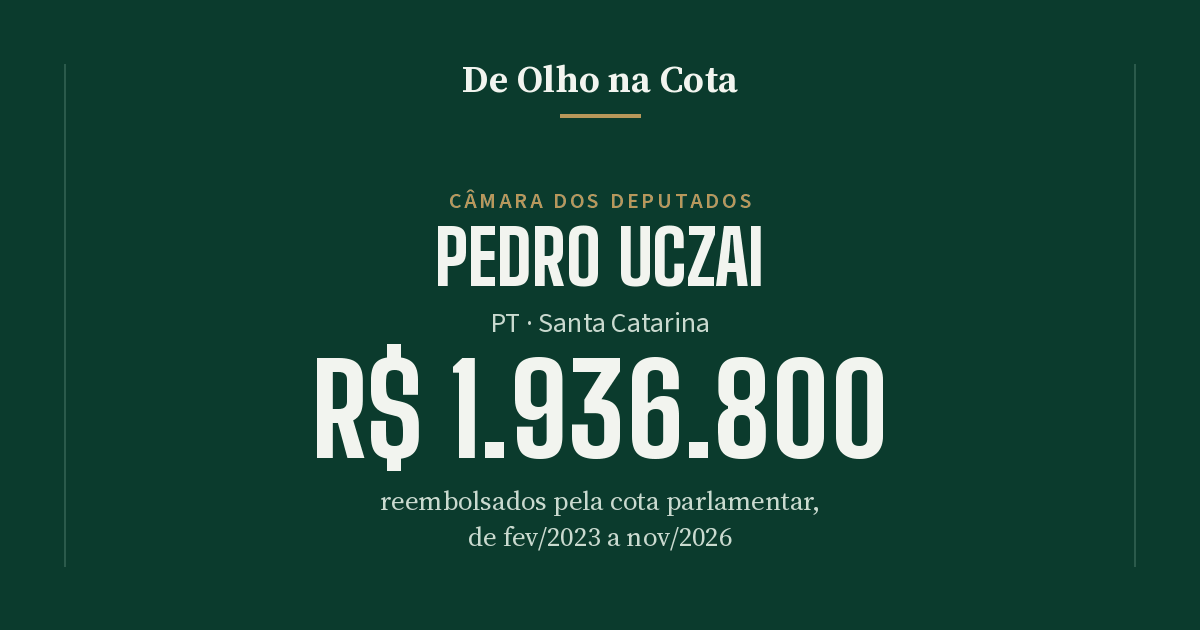 De Olho na Cota
CÂMARA DOS DEPUTADOS
PEDRO UCZAI
PT · Santa Catarina
R$ 1.936.800
reembolsados pela cota parlamentar,
de fev/2023 a nov/2026